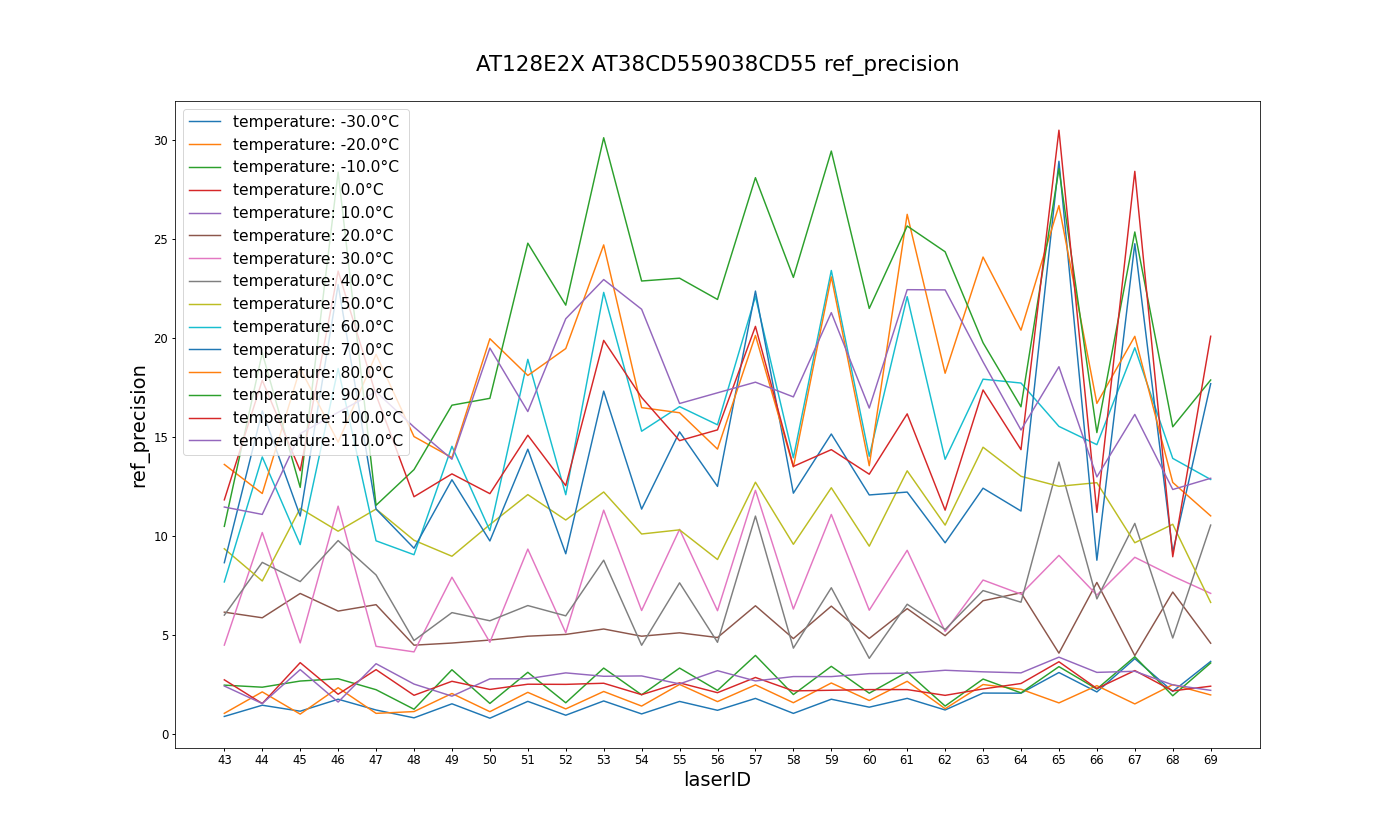 AT128E2X AT38CD559038CD55 ref_precision
temperature: -30.0°C
temperature: -20.0°C
temperature: -10.0°C
temperature: 0.0°C
temperature: 10.0°C
temperature: 20.0°C
temperature: 30.0°C
temperature: 40.0°C
temperature: 50.0°C
temperature: 60.0°C
temperature: 70.0°C
temperature: 80.0°C
temperature: 90.0°C
temperature: 100.0°C
temperature: 110.0°C
30
25
20
15
10
5
0
ref_precision
43 44 45 46 47 48 49 50 51 52 53 54 55 56 57 58 59 60 61 62 63 64 65 66 67 68 69
laserID